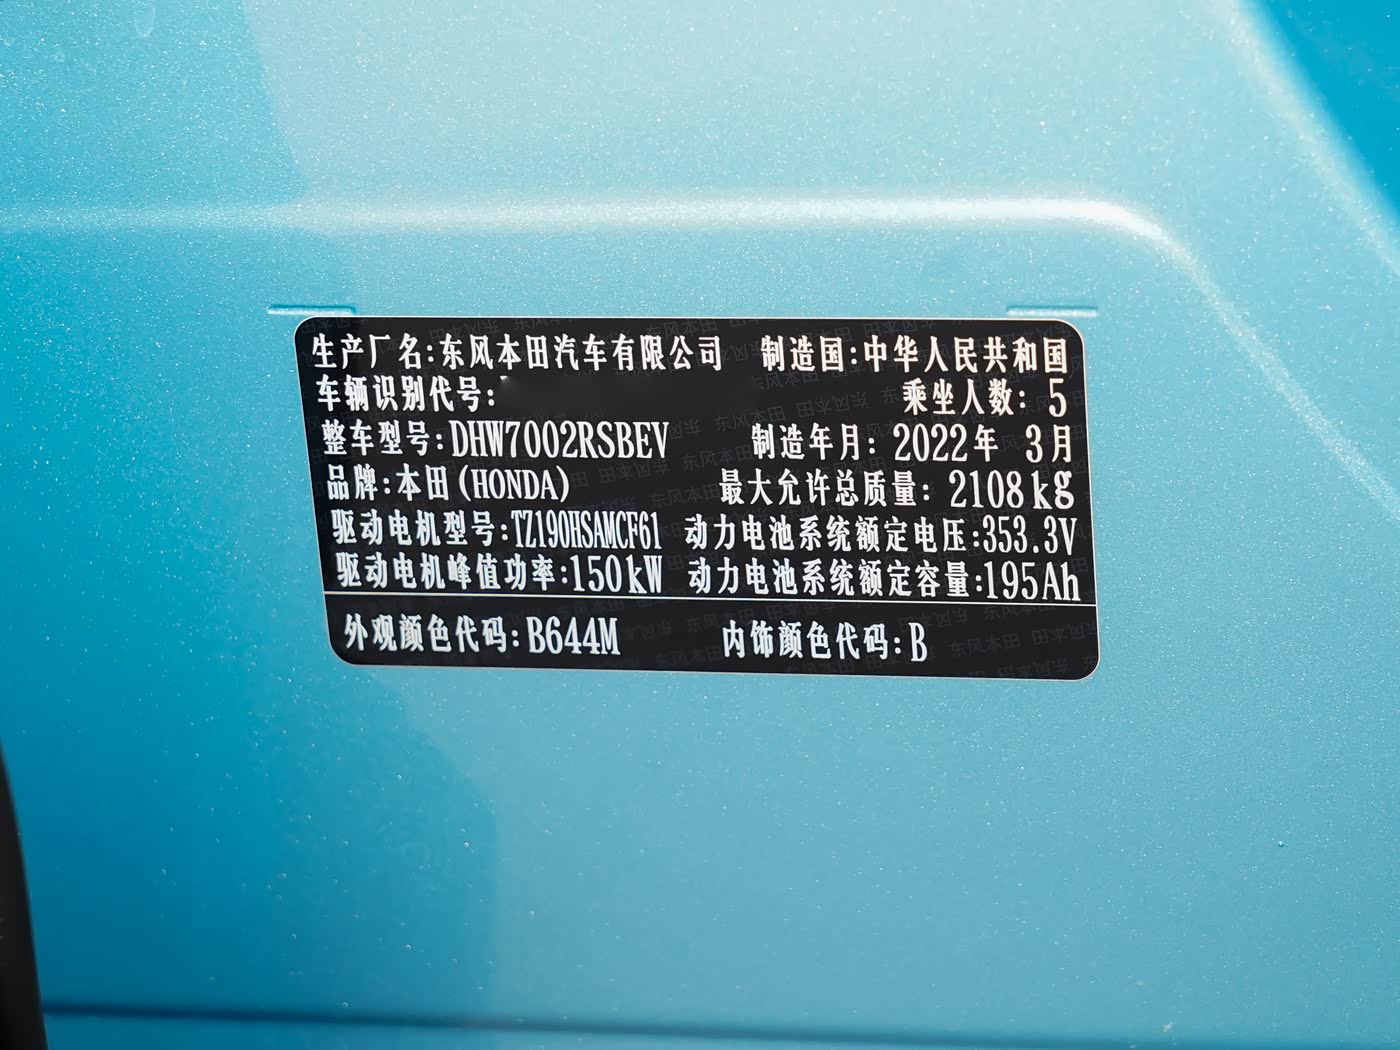 生产厂名:东风本田汽车有限公司 制造国:中华人民共和国
车辆识别代号: 乘坐人数: 5
整车型号:DHW7002RSBEV 制造年月: 2022年 3月
品牌:本田(HONDA) 最大允许总质量: 2108kg
驱动电机型号:TZ190HSAMCF61 动力电池系统额定电压:353.3V
驱动电机峰值功率:150kW 动力电池系统额定容量:195Ah
外观颜色代码:B644M 内饰颜色代码:B